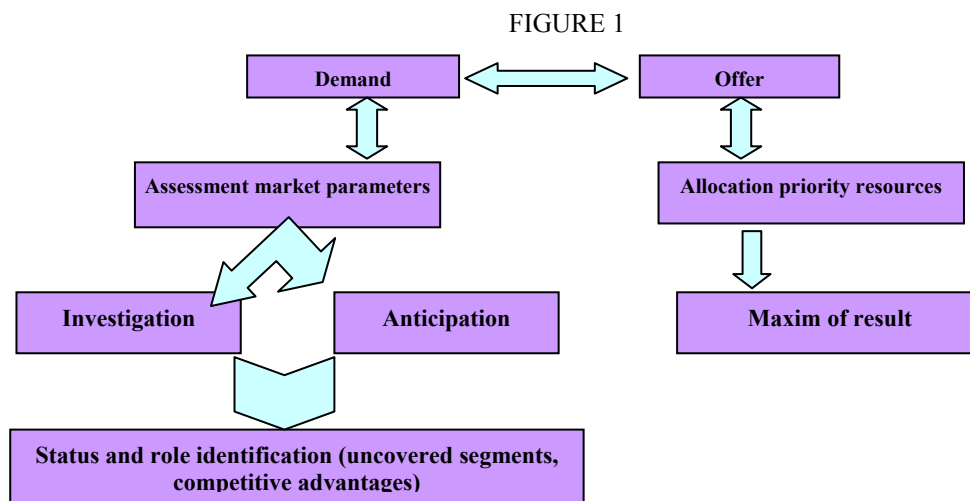 FIGURE 1
Demand
Offer
Assessment market parameters
Allocation priority resources
Investigation
Anticipation
Maxim of result
Status and role identification (uncovered segments,
competitive advantages)